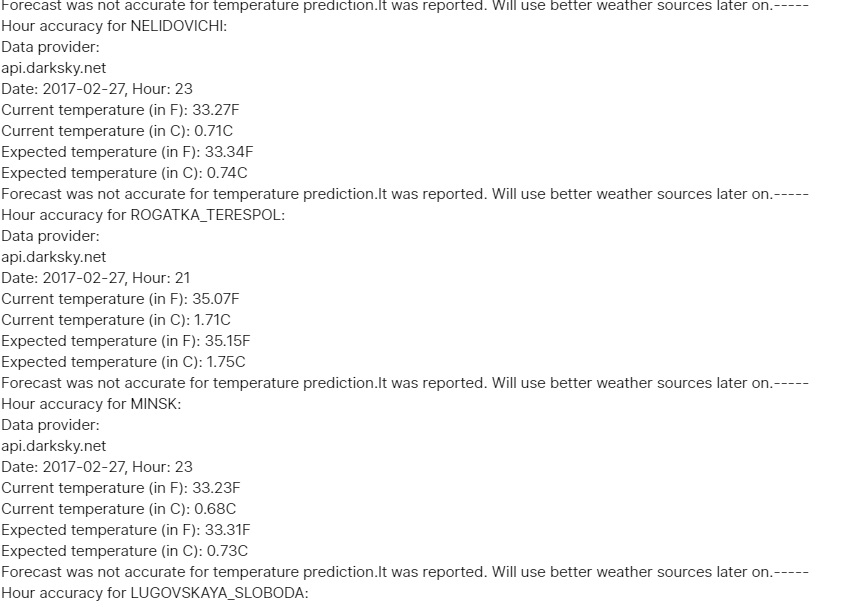 Forecast was not accurate for temperature prediction.It was reported. Will use better weather sources later on.-----
Hour accuracy for NELIDOVICHI:
Data provider:
api.darksky.net
Date: 2017-02-27, Hour: 23
Current temperature (in F): 33.27F
Current temperature (in C): 0.71C
Expected temperature (in F): 33.34F
Expected temperature (in C): 0.74C
Forecast was not accurate for temperature prediction.It was reported. Will use better weather sources later on.-----
Hour accuracy for ROGATKA_TERESPOL:
Data provider:
api.darksky.net
Date: 2017-02-27, Hour: 21
Current temperature (in F): 35.07F
Current temperature (in C): 1.71C
Expected temperature (in F): 35.15F
Expected temperature (in C): 1.75C
Forecast was not accurate for temperature prediction.It was reported. Will use better weather sources later on.-----
Hour accuracy for MINSK:
Data provider:
api.darksky.net
Date: 2017-02-27, Hour: 23
Current temperature (in F): 33.23F
Current temperature (in C): 0.68C
Expected temperature (in F): 33.31F
Expected temperature (in C): 0.73C
Forecast was not accurate for temperature prediction.It was reported. Will use better weather sources later on.-----
Hour accuracy for LUGOVSKAYA_SLOBODA: